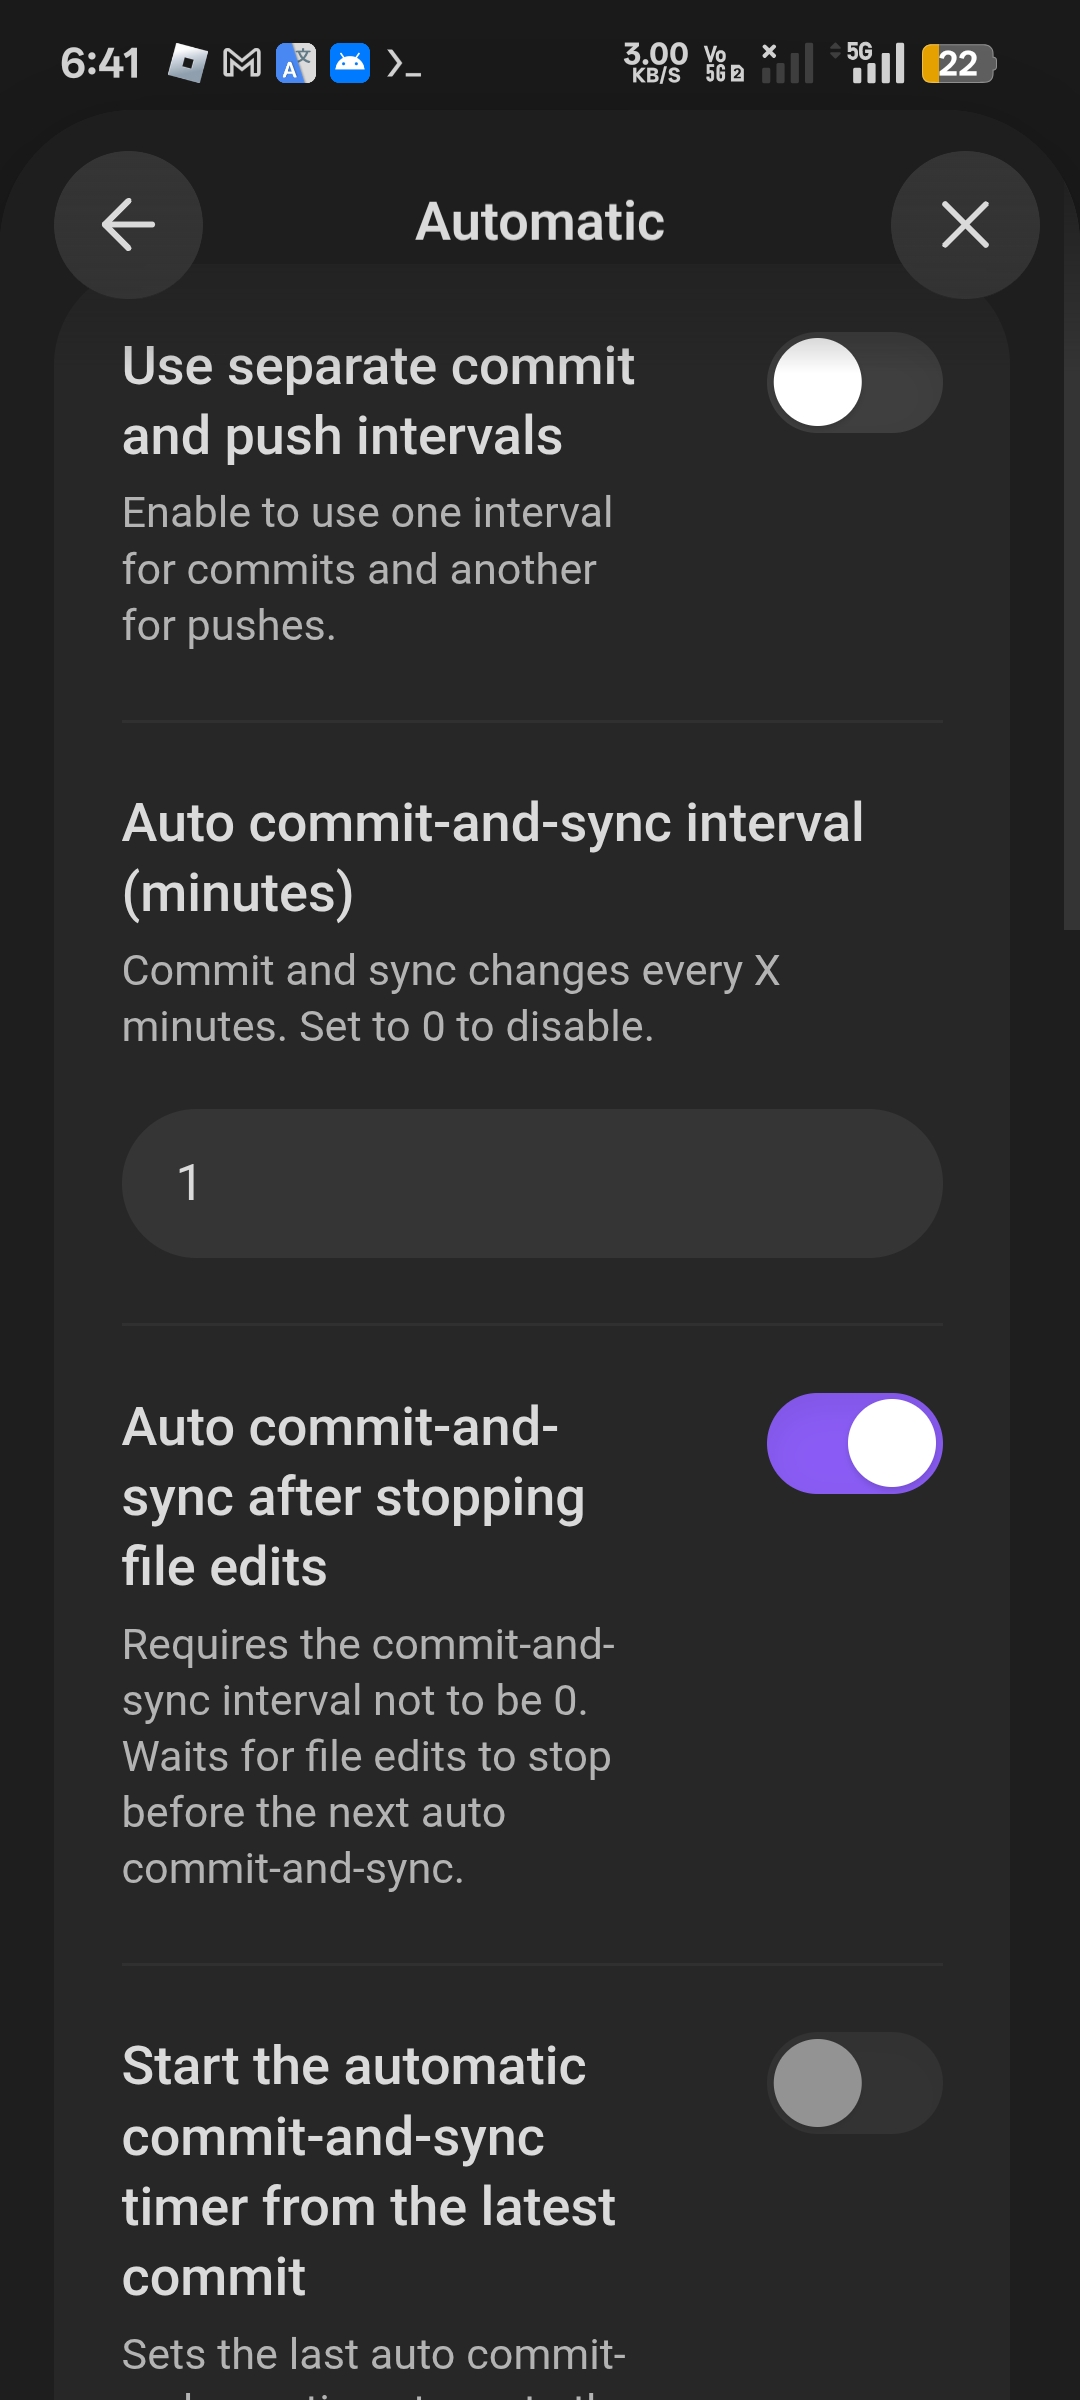 6:41
3.00 KB/S
Vo 5G 2
5G
22
Automatic
Use separate commit
and push intervals
Enable to use one interval
for commits and another
for pushes.
Auto commit-and-sync interval
(minutes)
Commit and sync changes every X
minutes. Set to 0 to disable.
1
Auto commit-and-
sync after stopping
file edits
Requires the commit-and-
sync interval not to be 0.
Waits for file edits to stop
before the next auto
commit-and-sync.
Start the automatic
commit-and-sync
timer from the latest
commit
Sets the last auto commit-